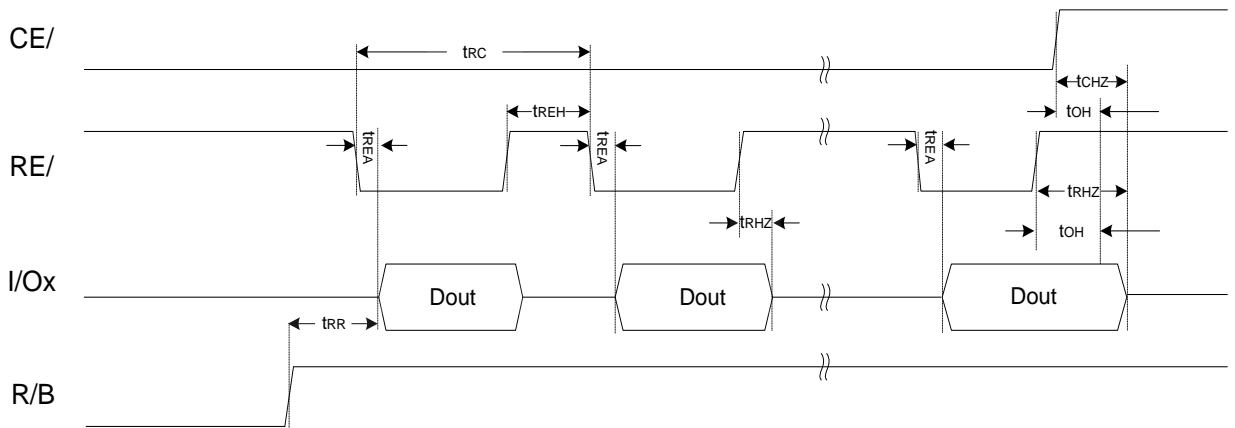 CE/
tRC
tCHZ
tREH
tOH
RE/
tREA
tREA
tREA
tRHZ
tRHZ
tOH
I/Ox
Dout
Dout
Dout
tRR
R/B